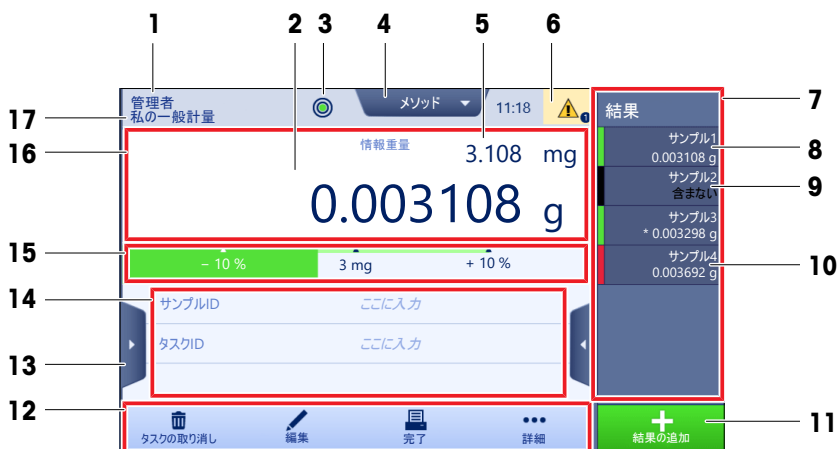 1
2
3
4
5
6
7
8
9
10
11
12
13
14
15
16
17
管理者
私の一般計量
メソッド
11:18
1
情報重量
3.108 mg
0.003108 g
– 10 %
3 mg
+ 10 %
サンプルID
ここに入力
タスクID
ここに入力
タスクの取り消し
編集
完了
詳細
結果
サンプル1
0.003108 g
サンプル2
含まない
サンプル3
* 0.003298 g
サンプル4
0.003692 g
結果の追加